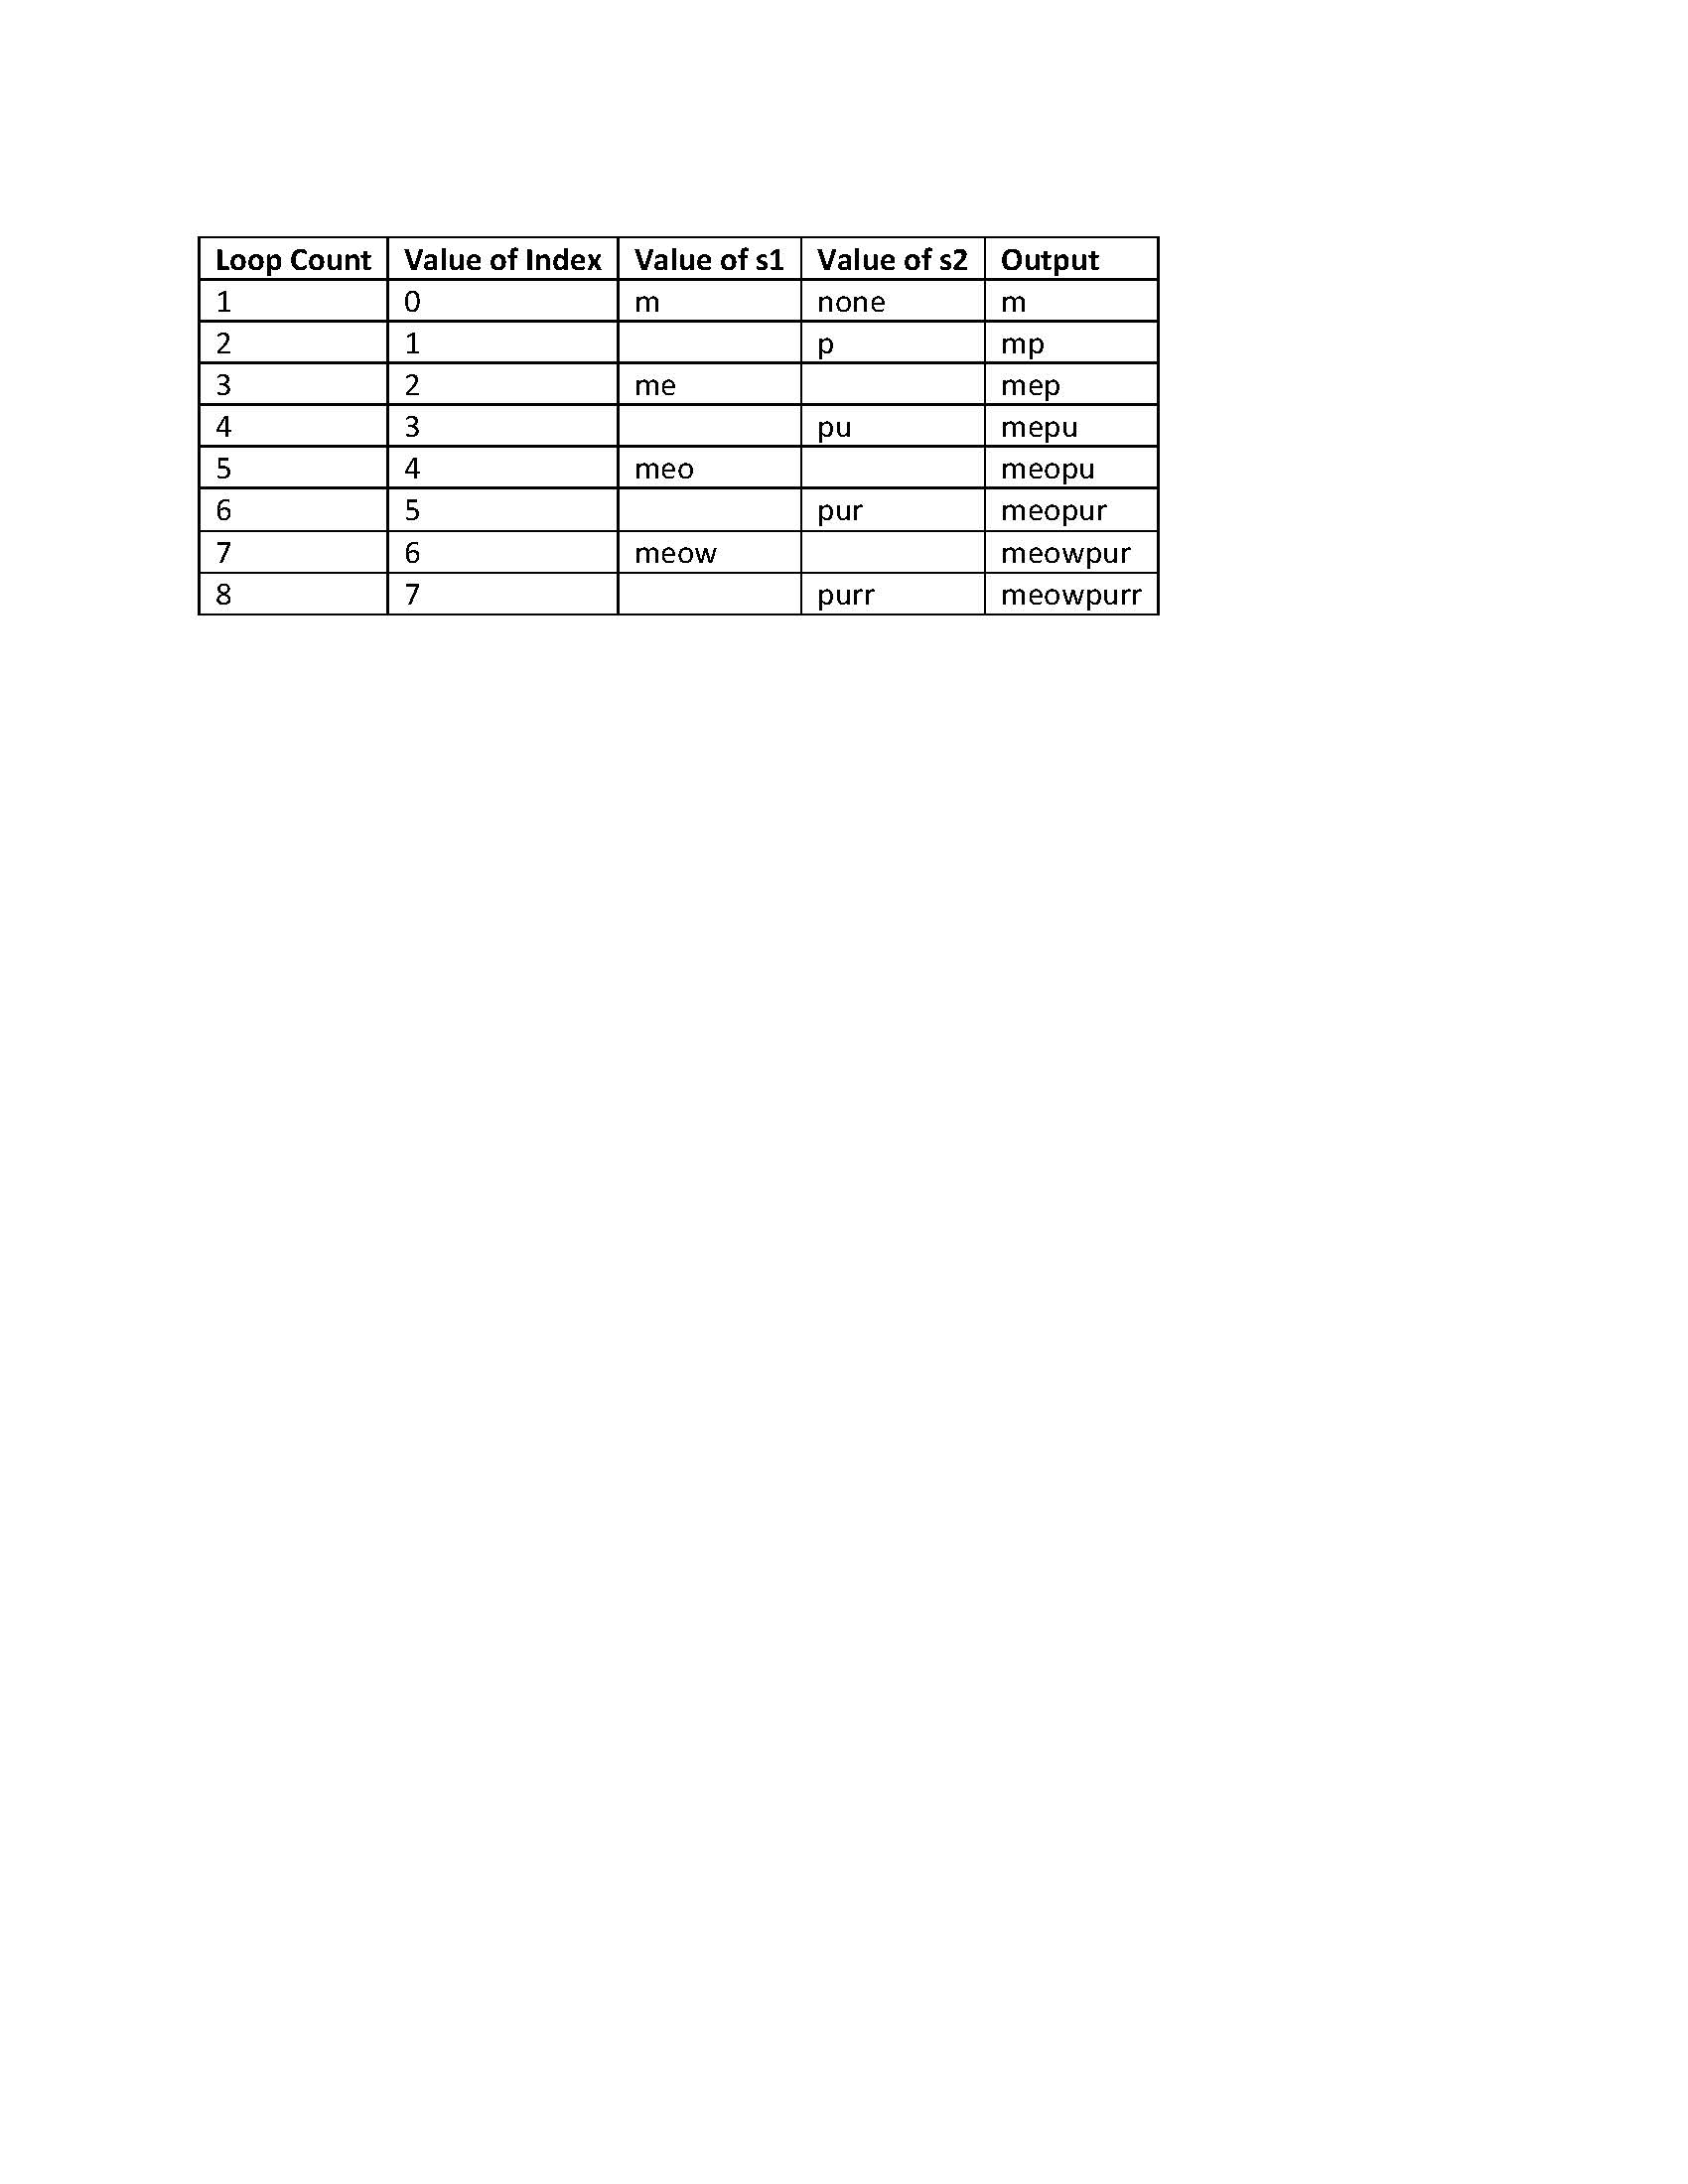 Loop Count Value of Index Value of s1 Value of s2 Output
1 0 m none m
2 1 p mp
3 2 me mep
4 3 pu mepu
5 4 meo meopu
6 5 pur meopur
7 6 meow meowpur
8 7 purr meowpurr